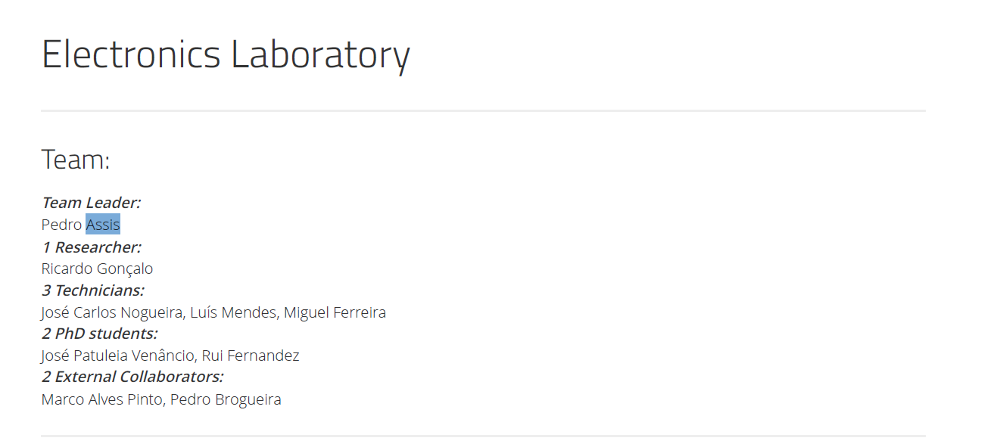 Electronics Laboratory
Team:
Team Leader:
Pedro Assis
1 Researcher:
Ricardo Gonçalo
3 Technicians:
José Carlos Nogueira, Luís Mendes, Miguel Ferreira
2 PhD students:
José Patuleia Venâncio, Rui Fernandez
2 External Collaborators:
Marco Alves Pinto, Pedro Brogueira